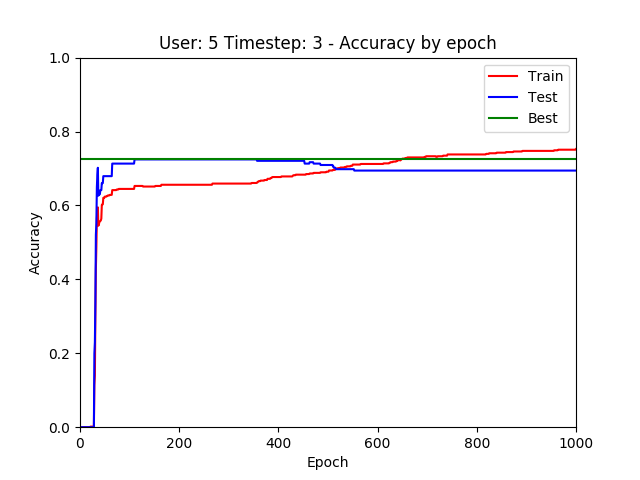 User: 5 Timestep: 3 - Accuracy by epoch
Train
Test
Best
1.0
0.8
0.6
0.4
0.2
0.0
Accuracy
0 200 400 600 800 1000
Epoch